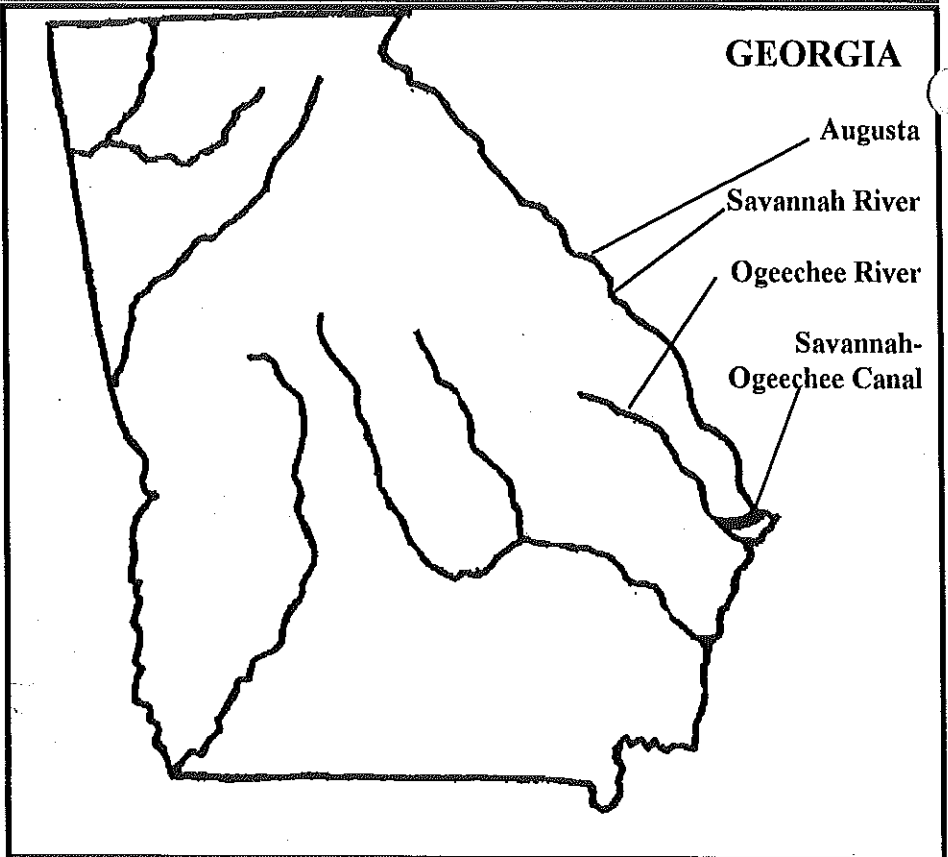 GEORGIA
Augusta
Savannah River
Ogeechee River
Savannah-
Ogeechee Canal